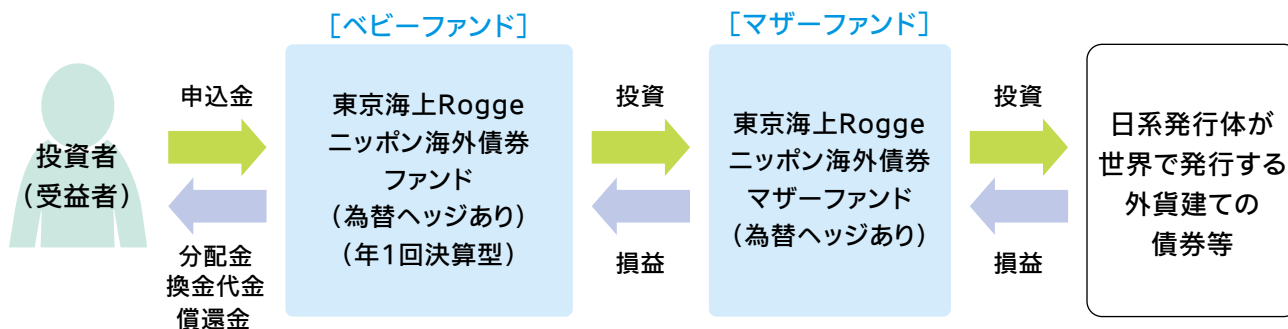 投資者
(受益者)
申込金
分配金
換金代金
償還金
[ベビーファンド]
東京海上Rogge
ニッポン海外債券
ファンド
(為替ヘッジあり)
(年1回決算型)
投資
損益
[マザーファンド]
東京海上Rogge
ニッポン海外債券
マザーファンド
(為替ヘッジあり)
投資
損益
日系発行体が
世界で発行する
外貨建ての
債券等